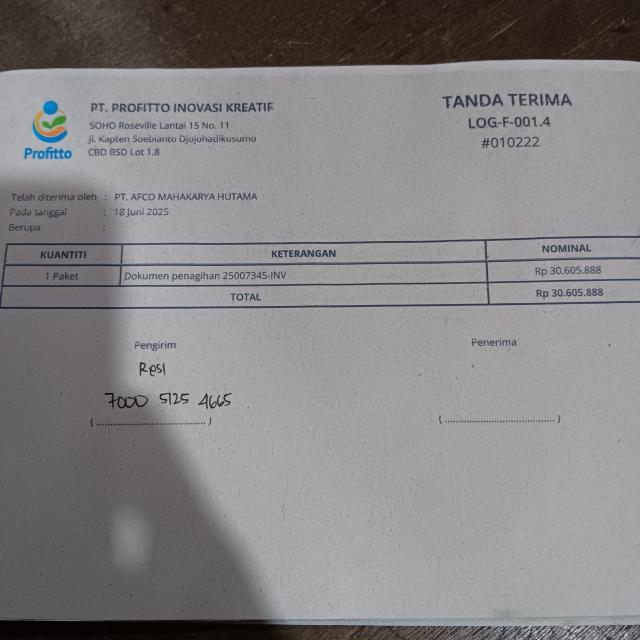 Profitto
PT. PROFITTO INOVASI KREATIF
SOHO Roseville Lantai 15 No. 11
jl. Kapten Soebianto Djojohadikusumo
CBD BSD Lot 1.8
TANDA TERIMA
LOG-F-001.4
#010222
Telah diterima oleh : PT. AFCO MAHAKARYA HUTAMA
Pada tanggal : 18 Juni 2025
Berupa :
KUANTITI KETERANGAN NOMINAL
1 Paket Dokumen penagihan 25007345-INV Rp 30.605.888
TOTAL Rp 30.605.888
Pengirim Penerima
Resi
7000 5125 4665
(....................................) (......................................)